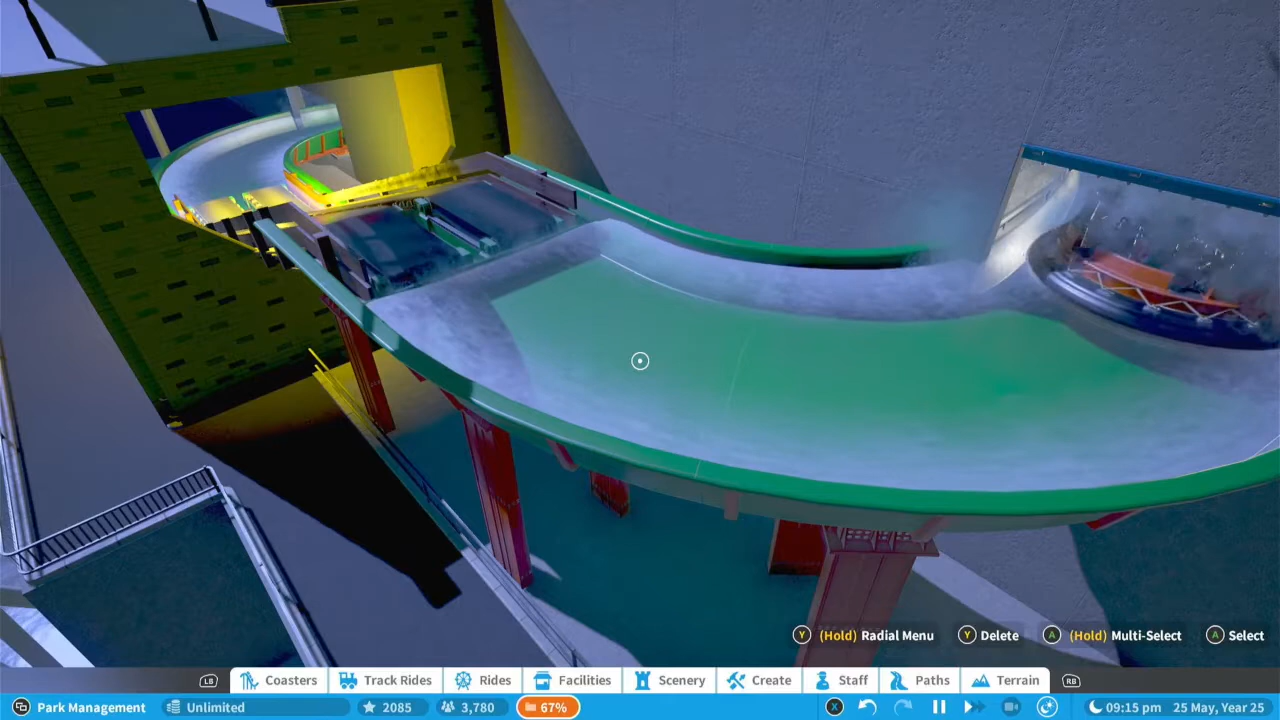 Y (Hold) Radial Menu Y Delete A (Hold) Multi-Select A Select
LB Coasters Track Rides Rides Facilities Scenery Create Staff Paths Terrain RB
Park Management Unlimited 2085 3,780 67% X 09:15 pm 25 May, Year 25